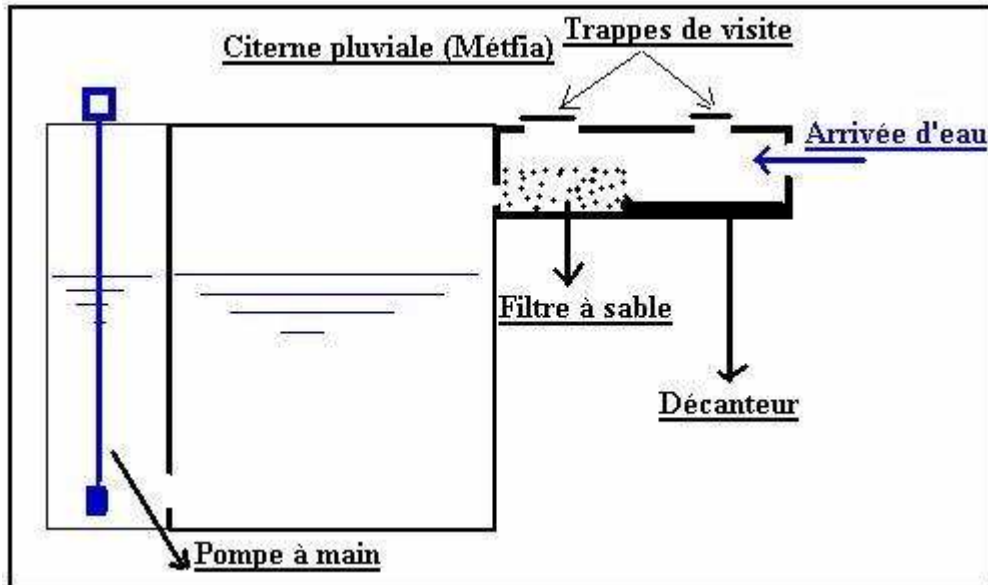 Citerne pluviale (Métfia)
Trappes de visite
Arrivée d'eau
Filtre à sable
Décanteur
Pompe à main